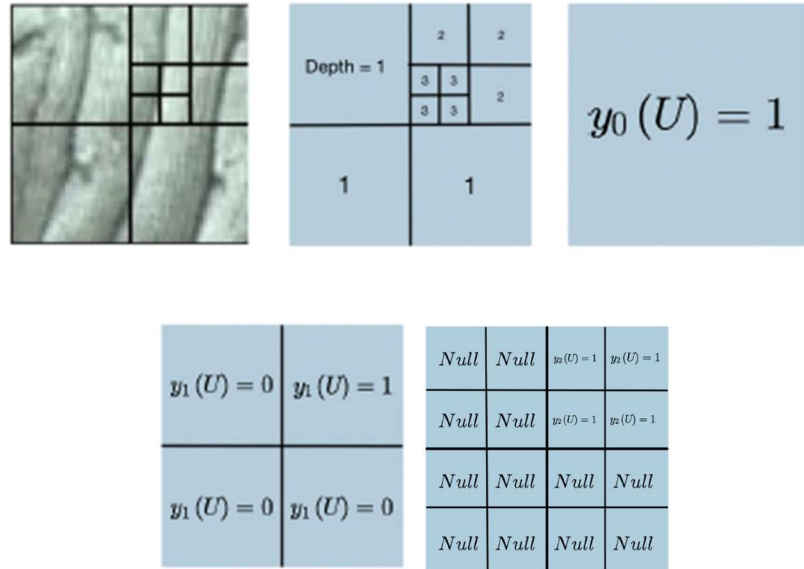 Depth = 1
2
2
3
3
3
3
2
1
1
y₀ (U) = 1
y₁ (U) = 0
y₁ (U) = 1
y₁ (U) = 0
y₁ (U) = 0
Null
Null
y₂(U) = 1
y₂(U) = 1
Null
Null
y₂(U) = 1
y₂(U) = 1
Null
Null
Null
Null
Null
Null
Null
Null